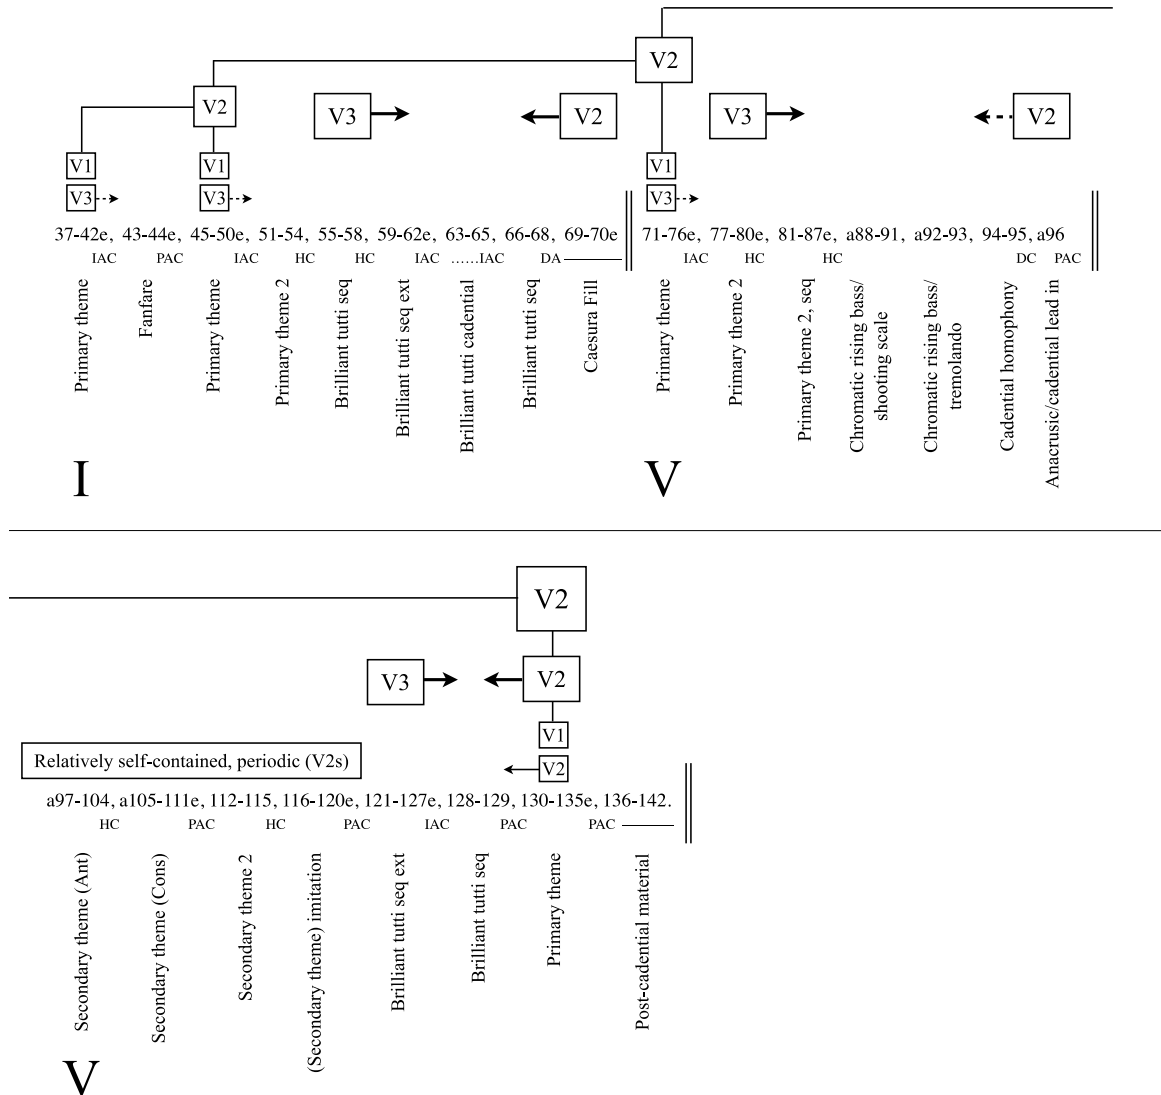 V2
V2
V3
V2
V3
V2
V1
V1
V1
V3
V3
V3
37-42e, 43-44e, 45-50e, 51-54, 55-58, 59-62e, 63-65, 66-68, 69-70e
71-76e, 77-80e, 81-87e, a88-91, a92-93, 94-95, a96
IAC PAC IAC HC HC IAC ......IAC DA
IAC HC HC DC PAC
Primary theme
Fanfare
Primary theme
Primary theme 2
Brilliant tutti seq
Brilliant tutti seq ext
Brilliant tutti cadential
Brilliant tutti seq
Caesura Fill
Primary theme
Primary theme 2
Primary theme 2, seq
Chromatic rising bass/
shooting scale
Chromatic rising bass/
tremolando
Cadential homophony
Anacrusic/cadential lead in
I
V
V2
V3
V2
V1
V2
Relatively self-contained, periodic (V2s)
a97-104, a105-111e, 112-115, 116-120e, 121-127e, 128-129, 130-135e, 136-142.
HC PAC HC PAC IAC PAC PAC
Secondary theme (Ant)
Secondary theme (Cons)
Secondary theme 2
(Secondary theme) imitation
Brilliant tutti seq ext
Brilliant tutti seq
Primary theme
Post-cadential material
V